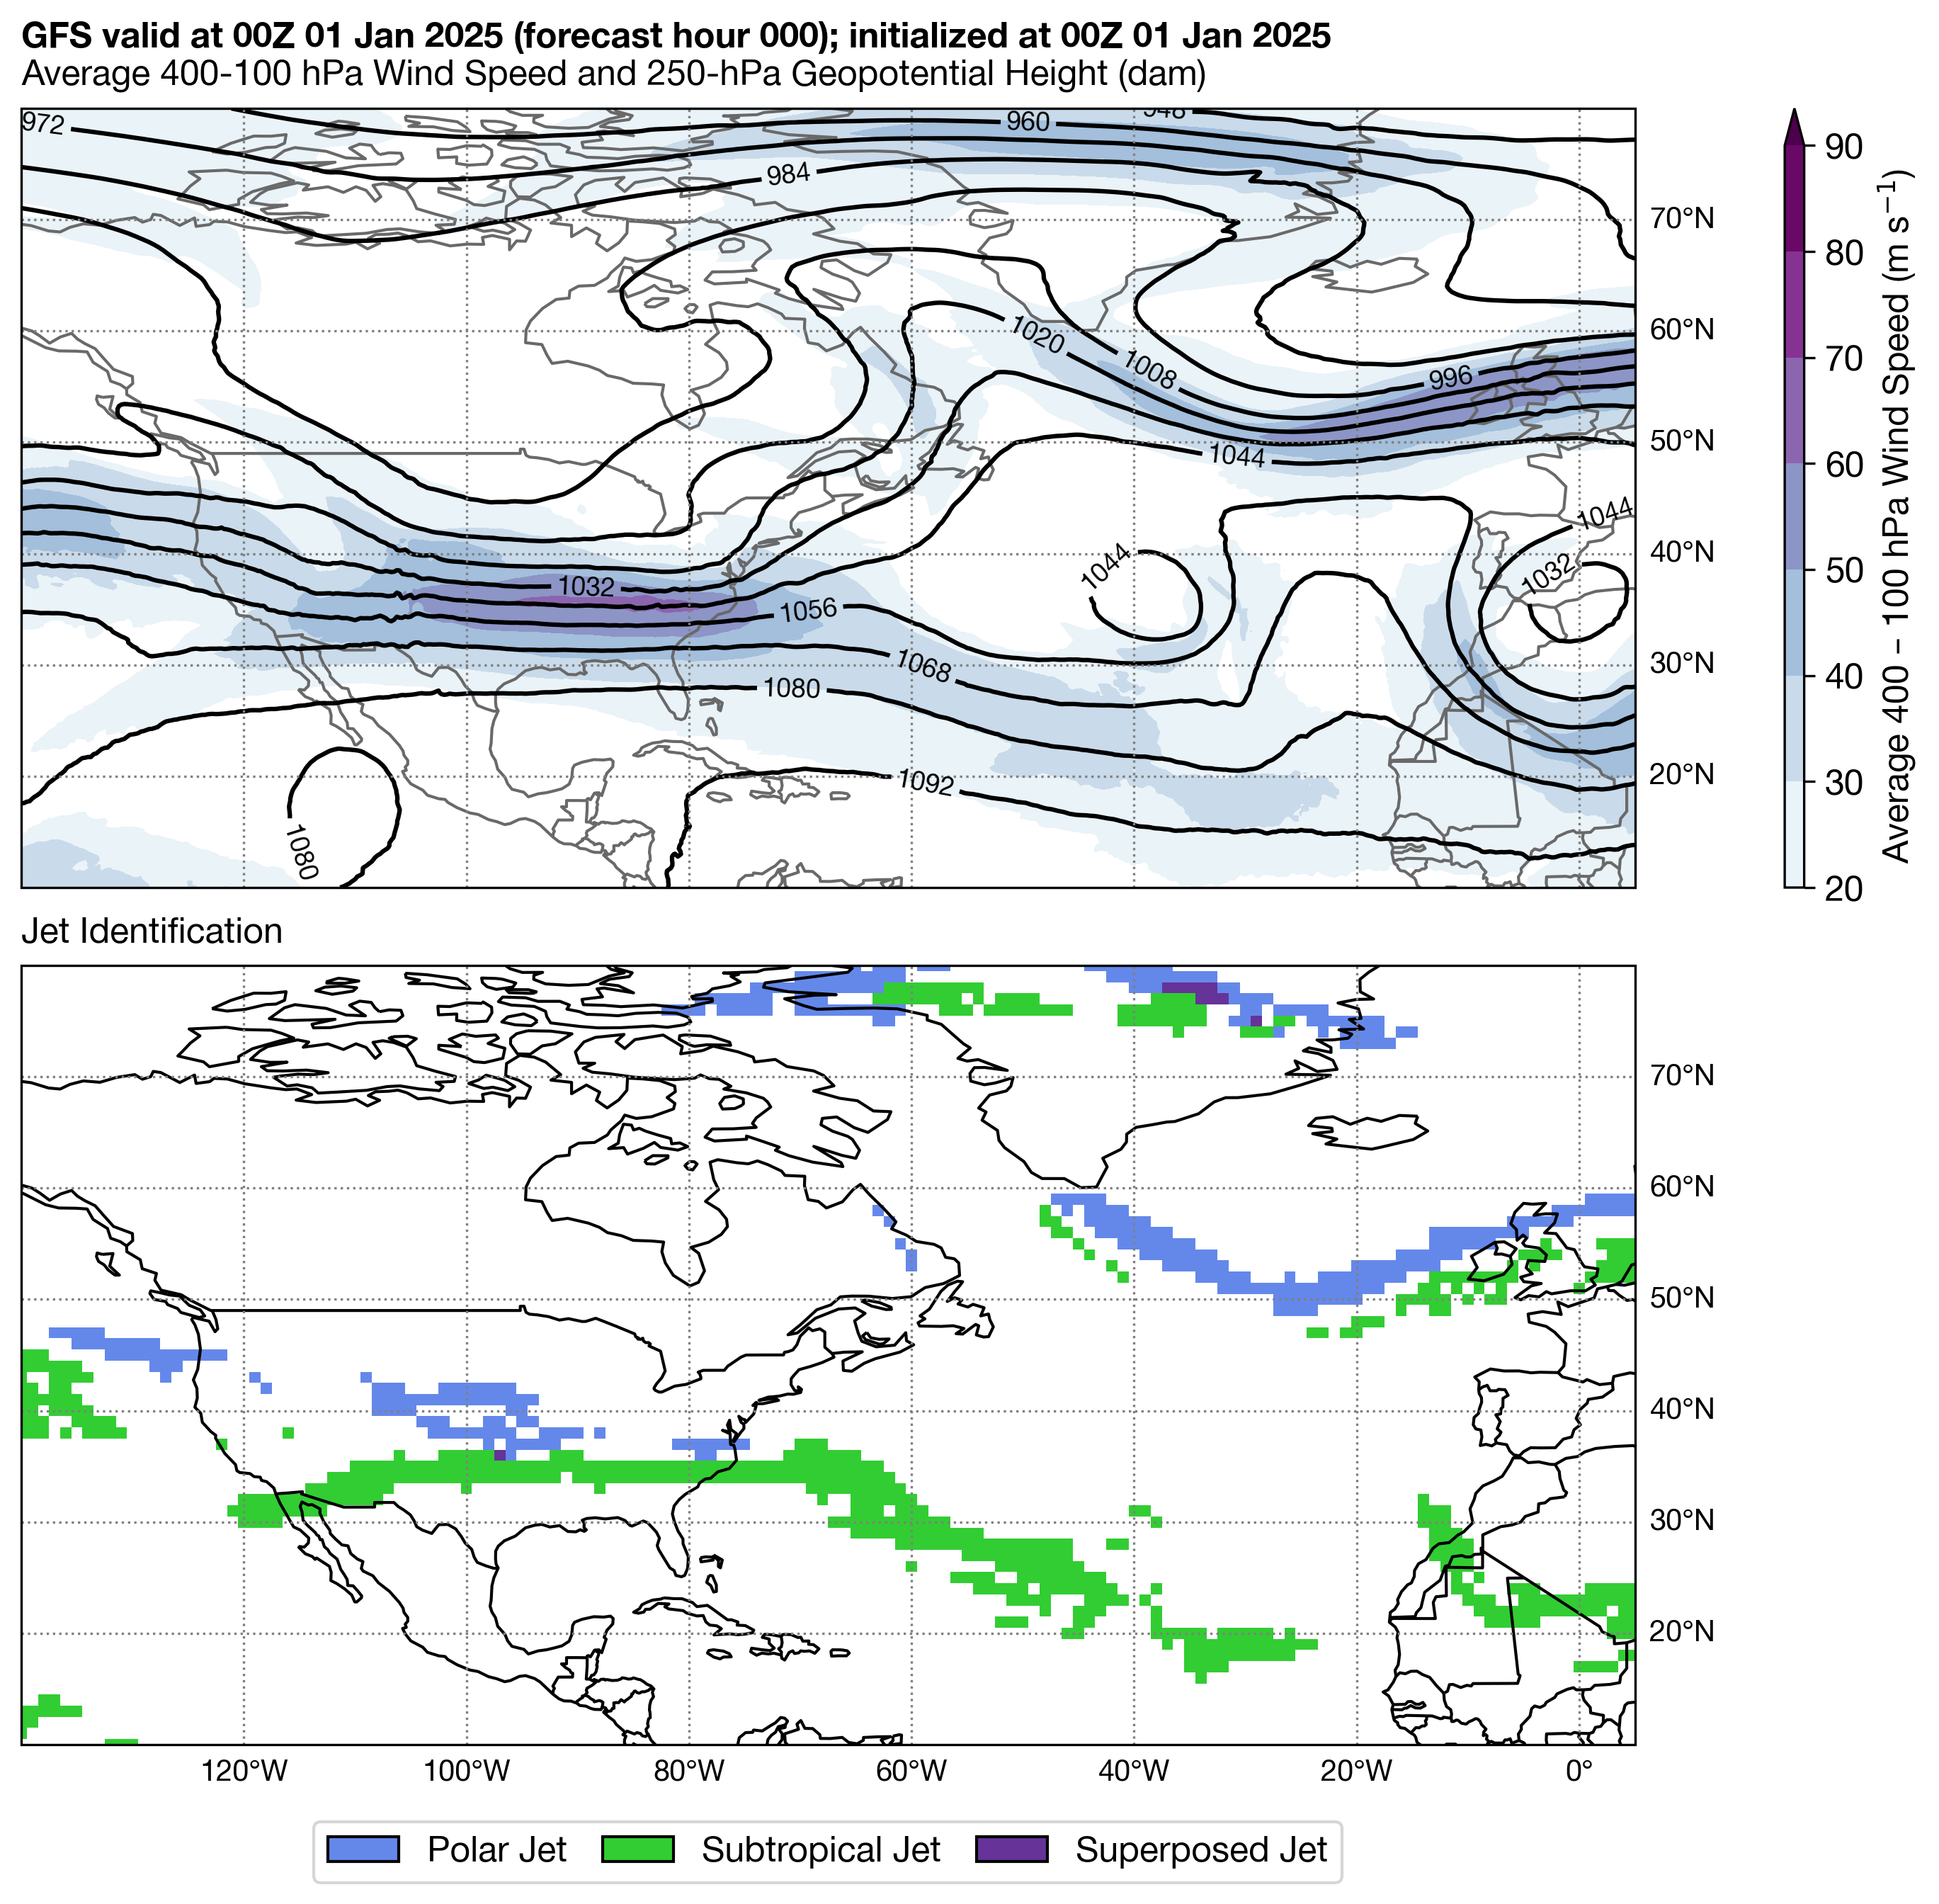 GFS valid at 00Z 01 Jan 2025 (forecast hour 000); initialized at 00Z 01 Jan 2025
Average 400-100 hPa Wind Speed and 250-hPa Geopotential Height (dam)
972
960
948
984
1020
1008
996
1044
1044
1044
1032
1032
1056
1068
1080
1092
1080
70°N
60°N
50°N
40°N
30°N
20°N
90
80
70
60
50
40
30
20
Average 400 – 100 hPa Wind Speed (m s⁻¹)
Jet Identification
70°N
60°N
50°N
40°N
30°N
20°N
120°W 100°W 80°W 60°W 40°W 20°W 0°
Polar Jet Subtropical Jet Superposed Jet